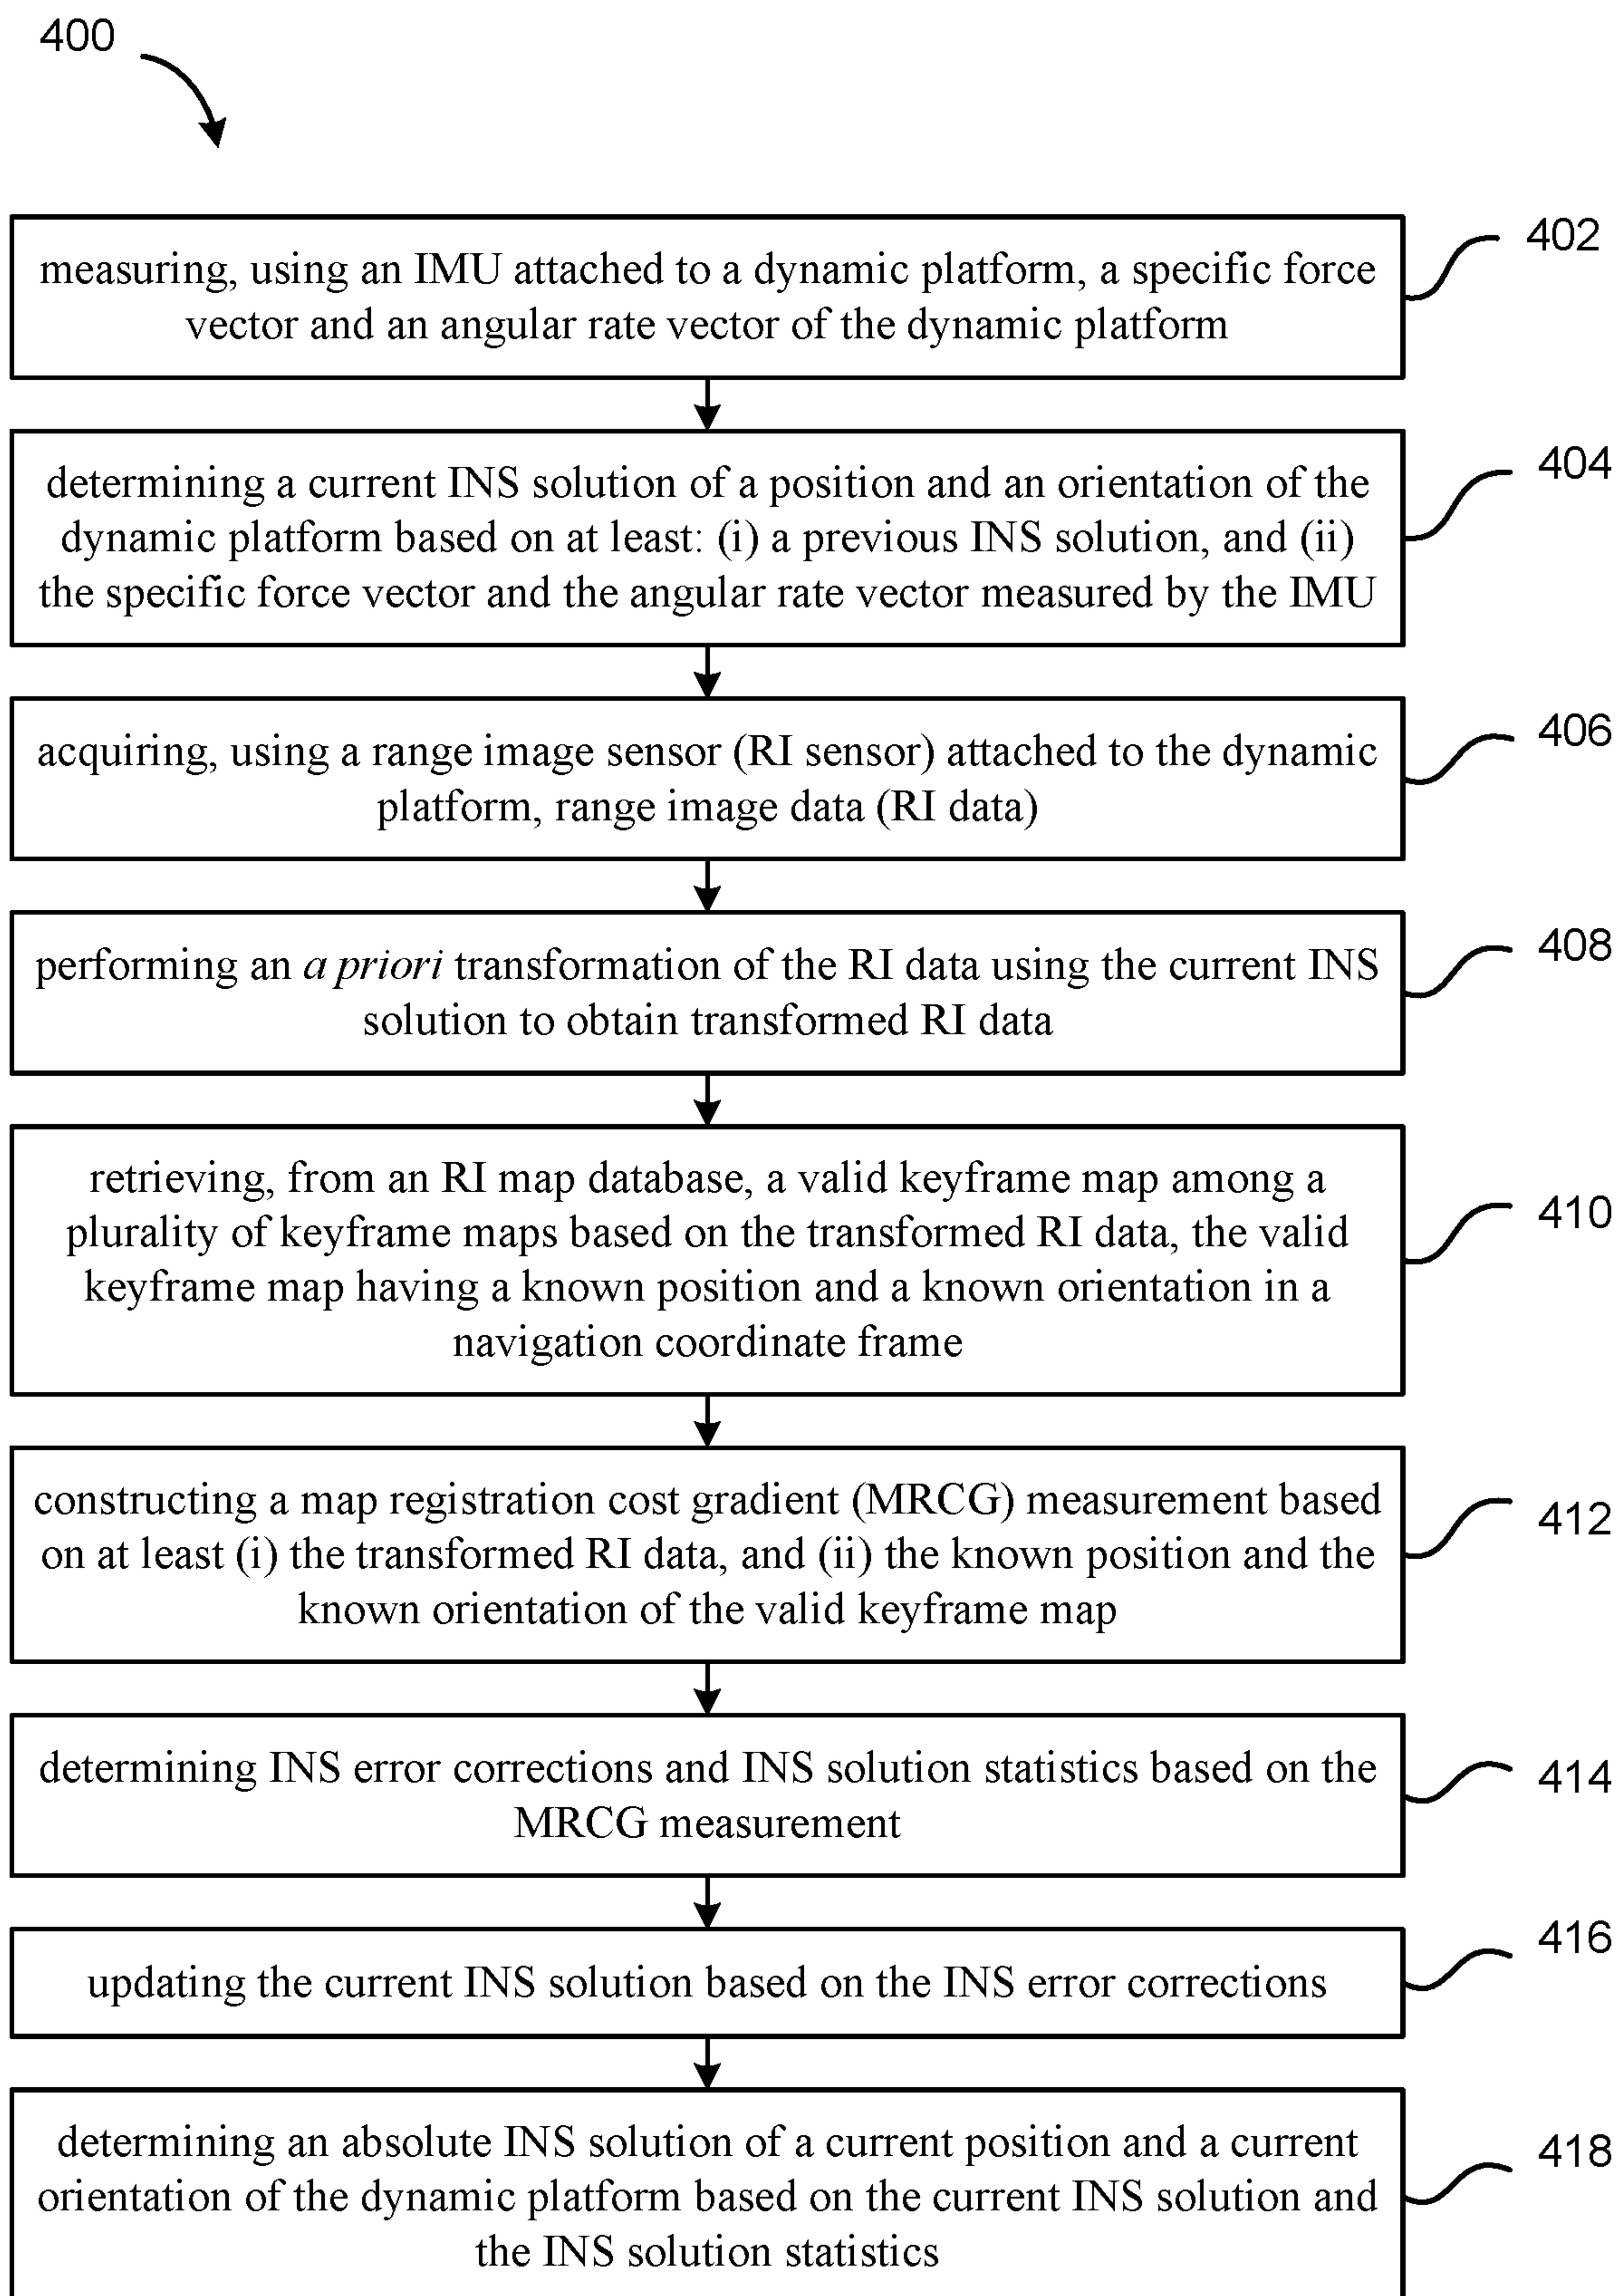 400
402
measuring, using an IMU attached to a dynamic platform, a specific force
vector and an angular rate vector of the dynamic platform
404
determining a current INS solution of a position and an orientation of the
dynamic platform based on at least: (i) a previous INS solution, and (ii)
the specific force vector and the angular rate vector measured by the IMU
406
acquiring, using a range image sensor (RI sensor) attached to the dynamic
platform, range image data (RI data)
408
performing an a priori transformation of the RI data using the current INS
solution to obtain transformed RI data
410
retrieving, from an RI map database, a valid keyframe map among a
plurality of keyframe maps based on the transformed RI data, the valid
keyframe map having a known position and a known orientation in a
navigation coordinate frame
412
constructing a map registration cost gradient (MRCG) measurement based
on at least (i) the transformed RI data, and (ii) the known position and the
known orientation of the valid keyframe map
414
determining INS error corrections and INS solution statistics based on the
MRCG measurement
416
updating the current INS solution based on the INS error corrections
418
determining an absolute INS solution of a current position and a current
orientation of the dynamic platform based on the current INS solution and
the INS solution statistics